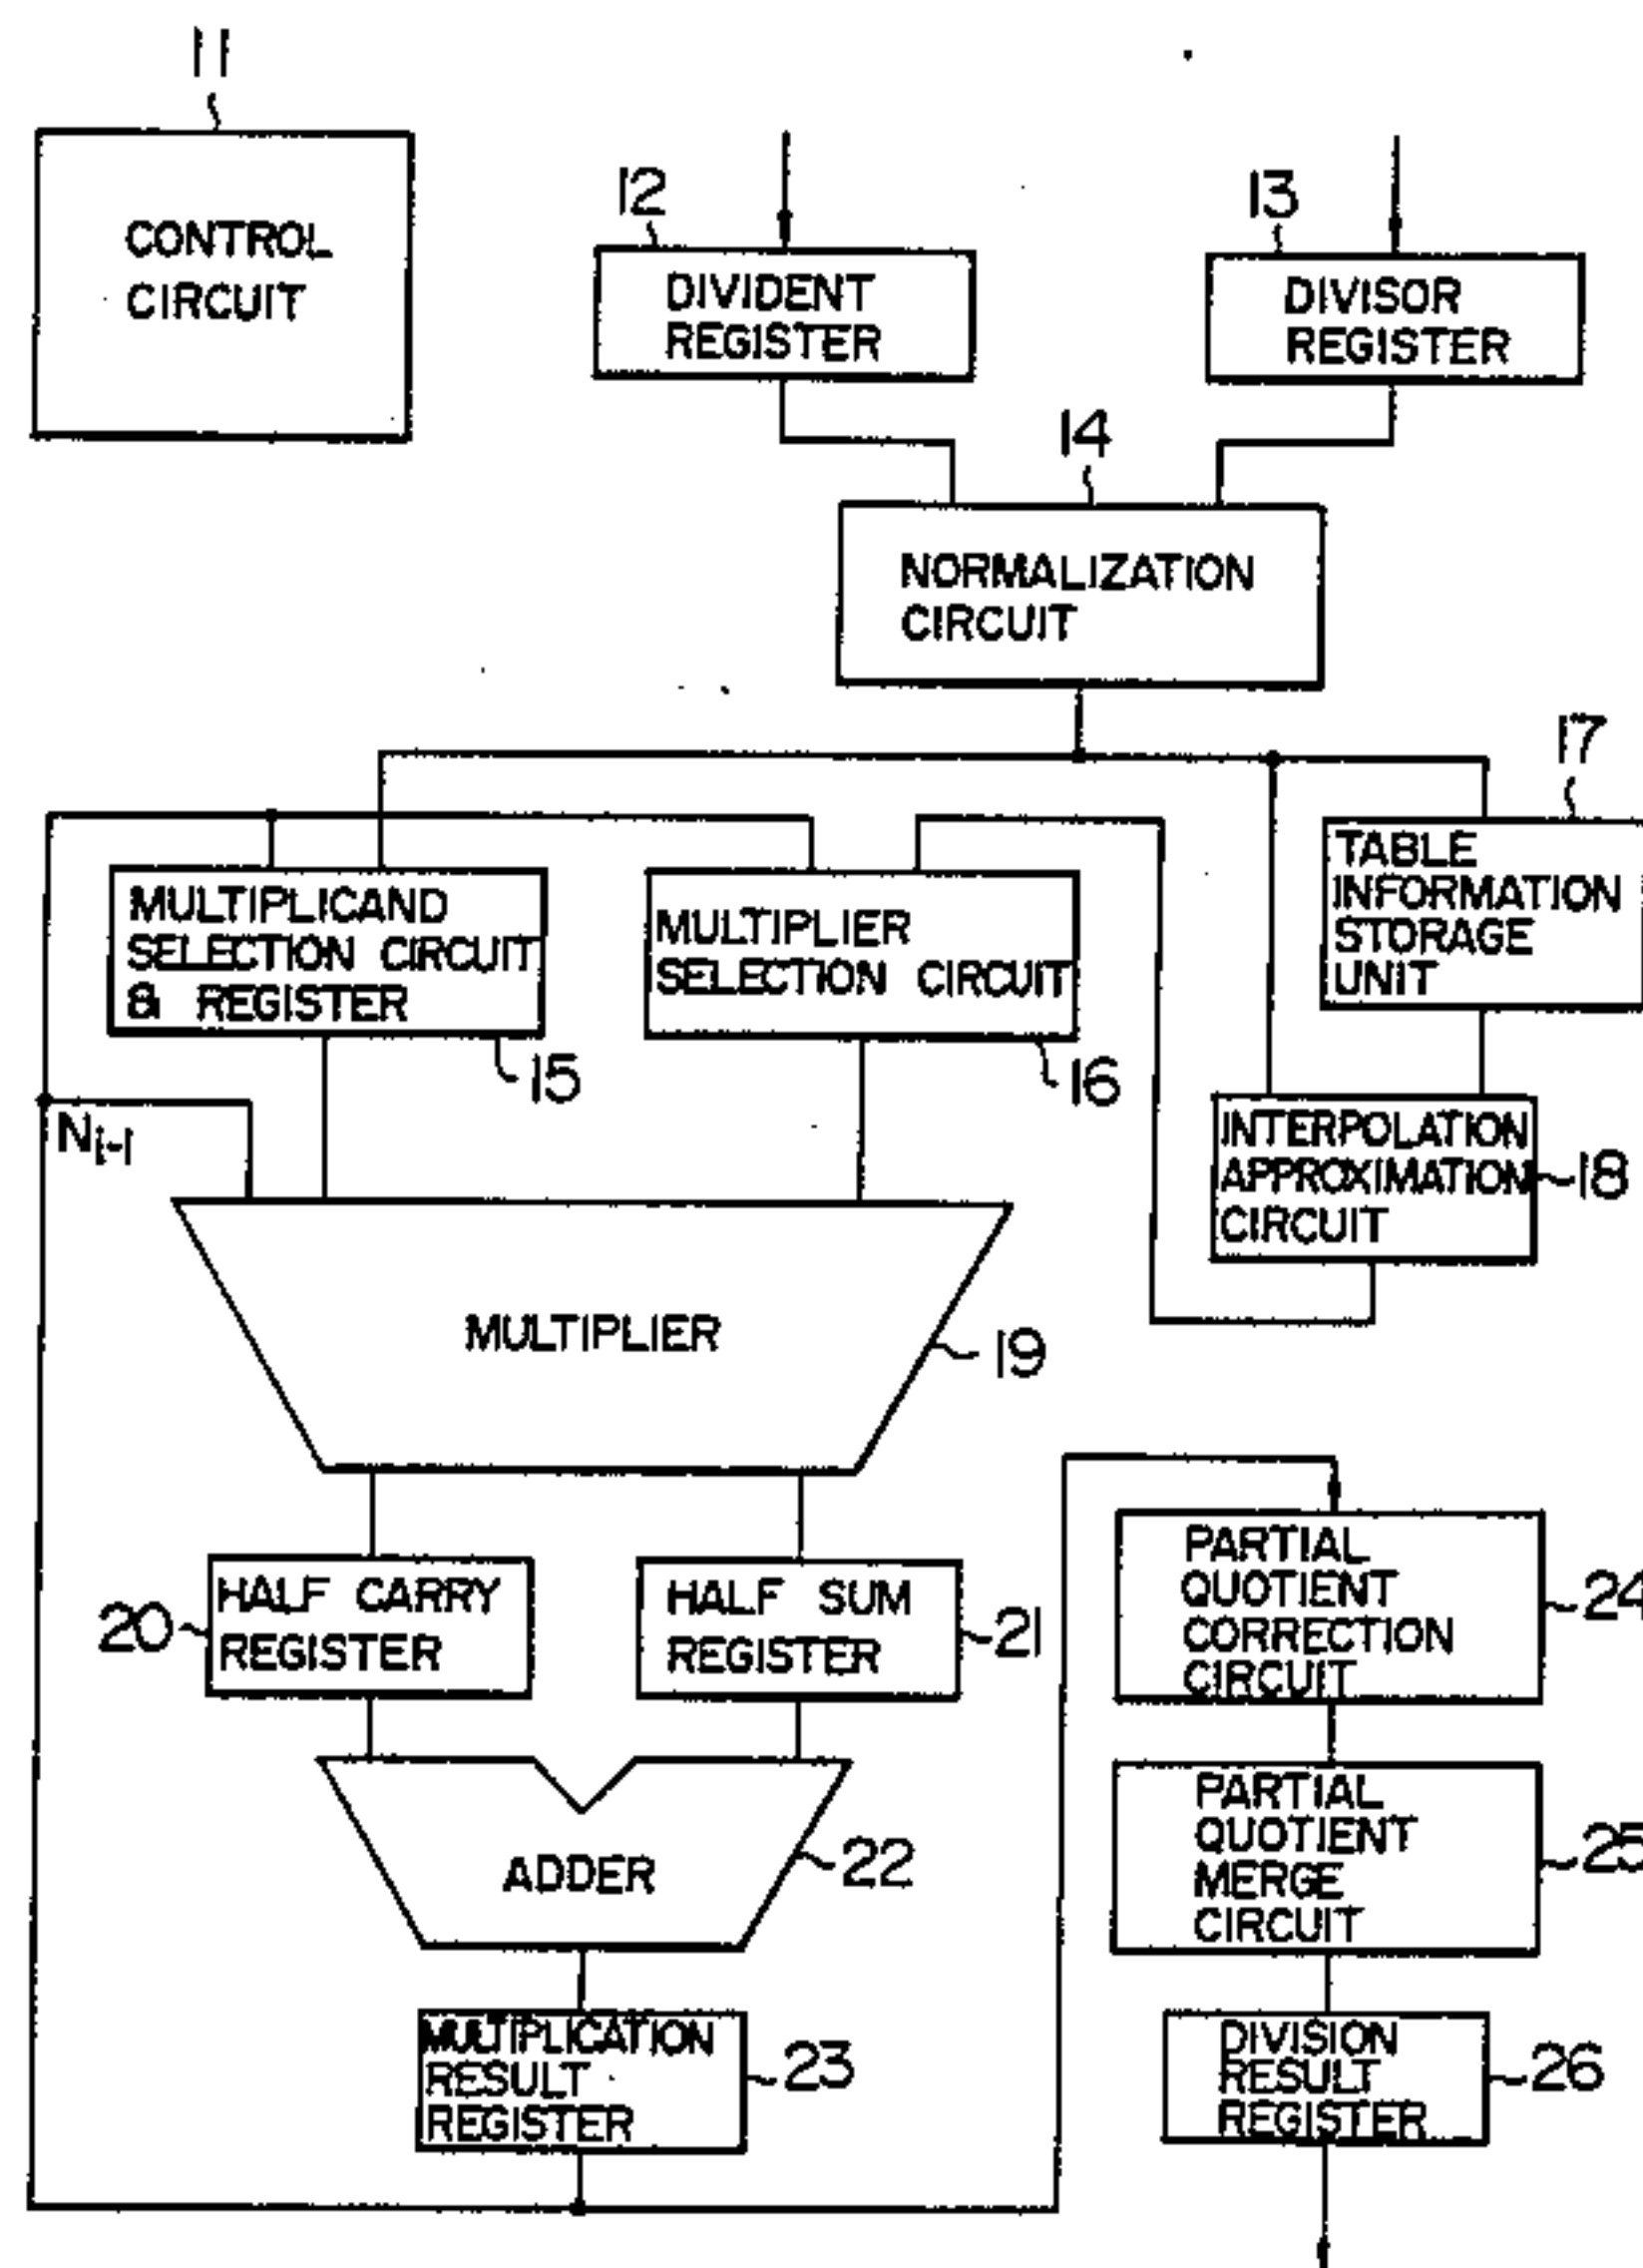 11
CONTROL
CIRCUIT
12
DIVIDENT
REGISTER
13
DIVISOR
REGISTER
14
NORMALIZATION
CIRCUIT
17
TABLE
INFORMATION
STORAGE
UNIT
MULTIPLICAND
SELECTION CIRCUIT
& REGISTER
15
MULTIPLIER
SELECTION CIRCUIT
16
Ni-1
INTERPOLATION
APPROXIMATION
CIRCUIT
18
MULTIPLIER
19
20
HALF CARRY
REGISTER
HALF SUM
REGISTER
21
PARTIAL
QUOTIENT
CORRECTION
CIRCUIT
24
ADDER
22
PARTIAL
QUOTIENT
MERGE
CIRCUIT
25
MULTIPLICATION
RESULT
REGISTER
23
DIVISION
RESULT
REGISTER
26